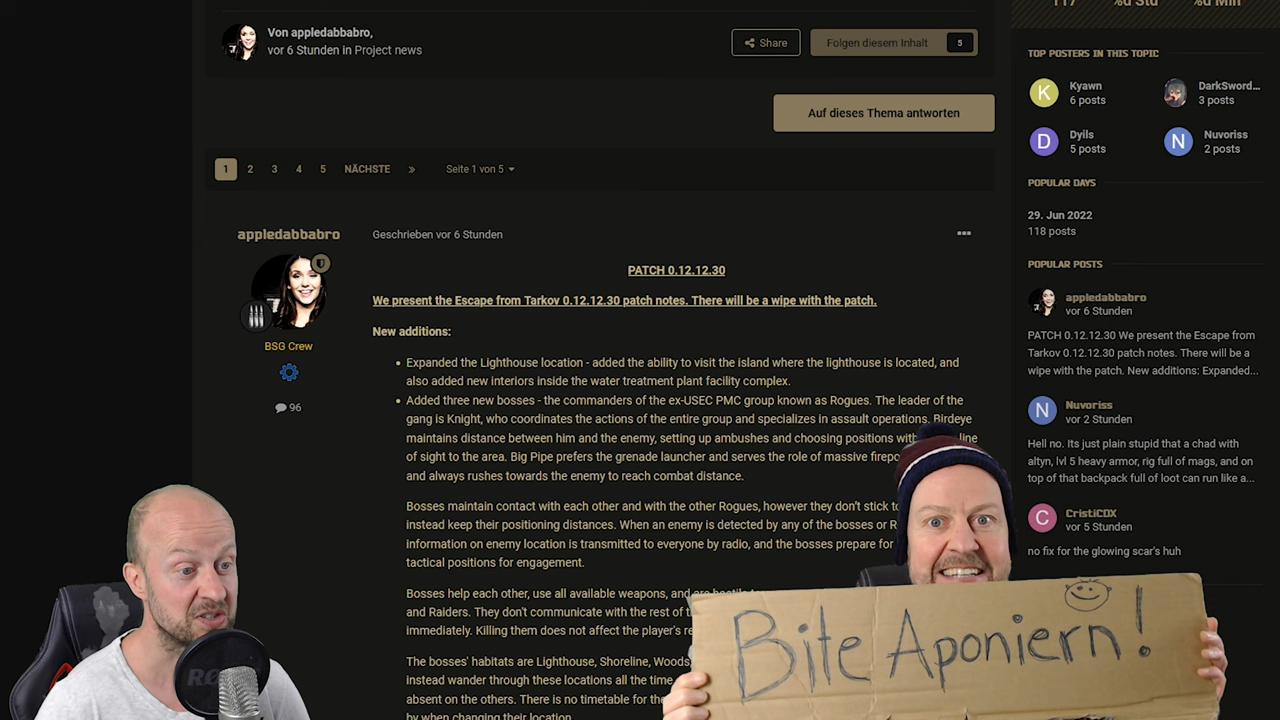 117 %d Std %d Min
Von appledabbabro,
vor 6 Stunden in Project news
Share
Folgen diesem Inhalt 5
Auf dieses Thema antworten
1 2 3 4 5 NÄCHSTE » Seite 1 von 5
appledabbabro
BSG Crew
96
Geschrieben vor 6 Stunden
PATCH 0.12.12.30
We present the Escape from Tarkov 0.12.12.30 patch notes. There will be a wipe with the patch.
New additions:
Expanded the Lighthouse location - added the ability to visit the island where the lighthouse is located, and
also added new interiors inside the water treatment plant facility complex.
Added three new bosses - the commanders of the ex-USEC PMC group known as Rogues. The leader of the
gang is Knight, who coordinates the actions of the entire group and specializes in assault operations. Birdeye
maintains distance between him and the enemy, setting up ambushes and choosing positions with line
of sight to the area. Big Pipe prefers the grenade launcher and serves the role of massive firepo
and always rushes towards the enemy to reach combat distance.
Bosses maintain contact with each other and with the other Rogues, however they don't stick to
instead keep their positioning distances. When an enemy is detected by any of the bosses or R
information on enemy location is transmitted to everyone by radio, and the bosses prepare for
tactical positions for engagement.
Bosses help each other, use all available weapons, and are
and Raiders. They don't communicate with the rest of
immediately. Killing them does not affect the player's re
The bosses' habitats are Lighthouse, Shoreline, Woods,
instead wander through these locations all the time
absent on the others. There is no timetable for the
by when changing their location.
TOP POSTERS IN THIS TOPIC
K Kyawn
6 posts
DarkSword...
3 posts
D Dyils
5 posts
N Nuvoriss
2 posts
POPULAR DAYS
29. Jun 2022
118 posts
POPULAR POSTS
appledabbabro
vor 6 Stunden
PATCH 0.12.12.30 We present the Escape from
Tarkov 0.12.12.30 patch notes. There will be a
wipe with the patch. New additions: Expanded...
N Nuvoriss
vor 2 Stunden
Hell no. Its just plain stupid that a chad with
altyn, lvl 5 heavy armor, rig full of mags, and on
top of that backpack full of loot can run like a...
C CristiCDX
vor 5 Stunden
no fix for the glowing scar's huh
Bite Aponiern!